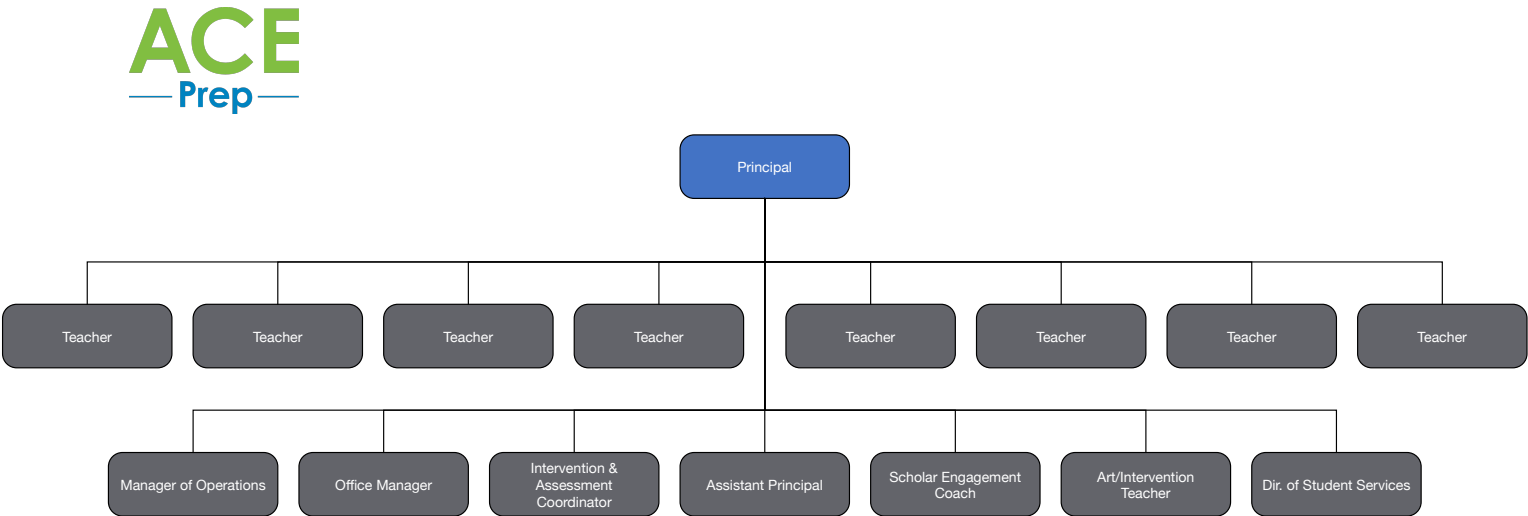 ACE
Prep
Principal
Teacher
Teacher
Teacher
Teacher
Teacher
Teacher
Teacher
Teacher
Manager of Operations
Office Manager
Intervention &
Assessment
Coordinator
Assistant Principal
Scholar Engagement
Coach
Art/Intervention
Teacher
Dir. of Student Services